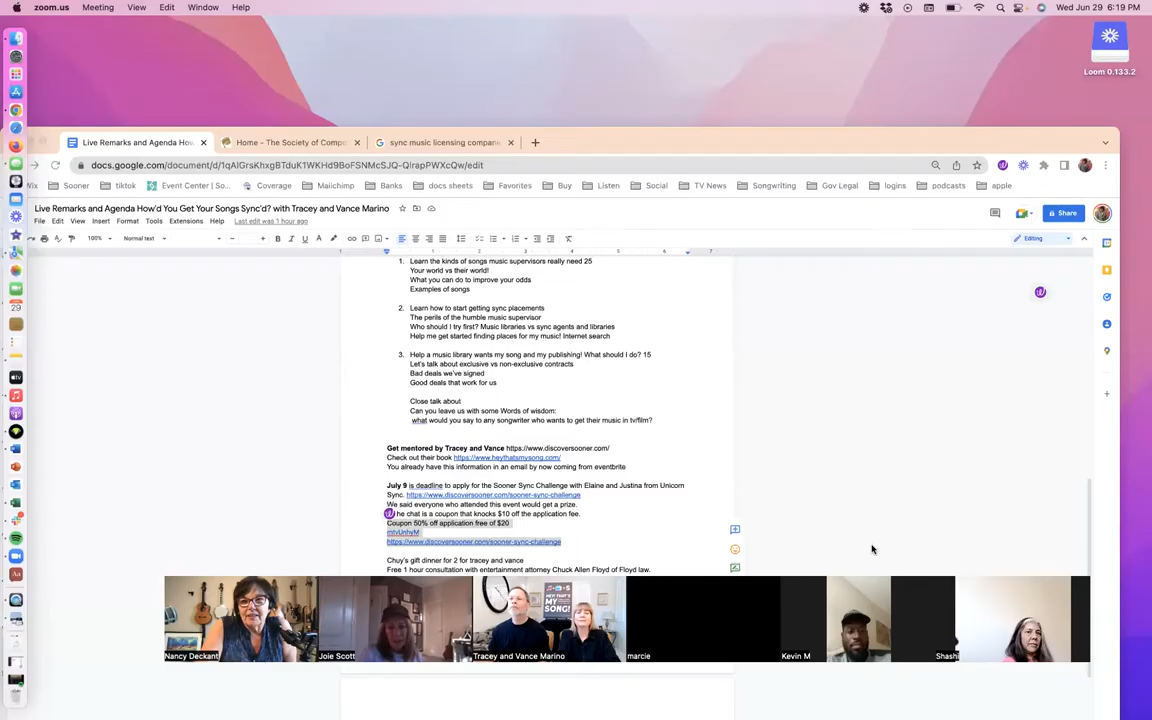 zoom.us Meeting View Edit Window Help Wed Jun 29 6:19 PM
Loom 0.133.2
Live Remarks and Agenda How Home - The Society of Compo sync music licensing companie
docs.google.com/document/d/1qAlGrsKhxgBTduK1WKHd9BoFSNMcSJQ-QIrapPWXcQw/edit
Wix Sooner tiktok Event Center | So... Coverage Mailchimp Banks docs sheets Favorites Buy Listen Social TV News Songwriting Gov Legal logins podcasts apple
Live Remarks and Agenda How'd You Get Your Songs Sync'd? with Tracey and Vance Marino
File Edit View Insert Format Tools Extensions Help Last edit was 1 hour ago
Share
100% Normal text
Editing
1. Learn the kinds of songs music supervisors really need 25
Your world vs their world!
What you can do to improve your odds
Examples of songs
2. Learn how to start getting sync placements
The perils of the humble music supervisor
Who should I try first? Music libraries vs sync agents and libraries
Help me get started finding places for my music! Internet search
3. Help a music library wants my song and my publishing! What should I do? 15
Let's talk about exclusive vs non-exclusive contracts
Bad deals we've signed
Good deals that work for us
Close talk about
Can you leave us with some Words of wisdom:
what would you say to any songwriter who wants to get their music in tv/film?
Get mentored by Tracey and Vance https://www.discoversooner.com/
Check out their book https://www.heythatsmysong.com/
You already have this information in an email by now coming from eventbrite
July 9 is deadline to apply for the Sooner Sync Challenge with Elaine and Justina from Unicorn
Sync. https://www.discoversooner.com/sooner-sync-challenge
We said everyone who attended this event would get a prize.
he chat is a coupon that knocks $10 off the application fee.
Coupon 50% off application free of $20
mtvUnhyM
https://www.discoversooner.com/sooner-sync-challenge
Chuy's gift dinner for 2 for tracey and vance
Free 1 hour consultation with entertainment attorney Chuck Allen Floyd of Floyd law.
HEY THAT'S MY SONG!
Nancy Deckant Joie Scott Tracey and Vance Marino marcie Kevin M Shashi